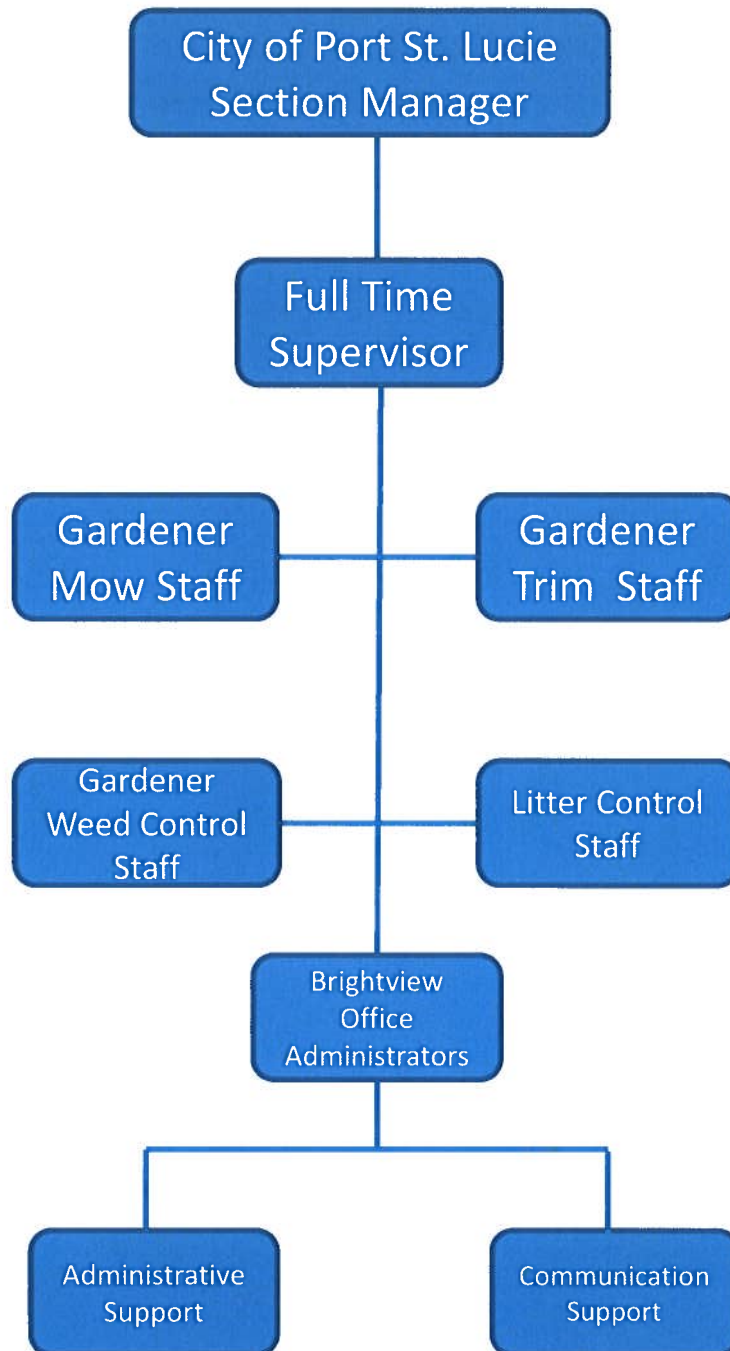 City of Port St. Lucie
Section Manager
Full Time
Supervisor
Gardener
Mow Staff
Gardener
Trim  Staff
Gardener
Weed Control
Staff
Litter Control
Staff
Brightview
Office
Administrators
Administrative
Support
Communication
Support